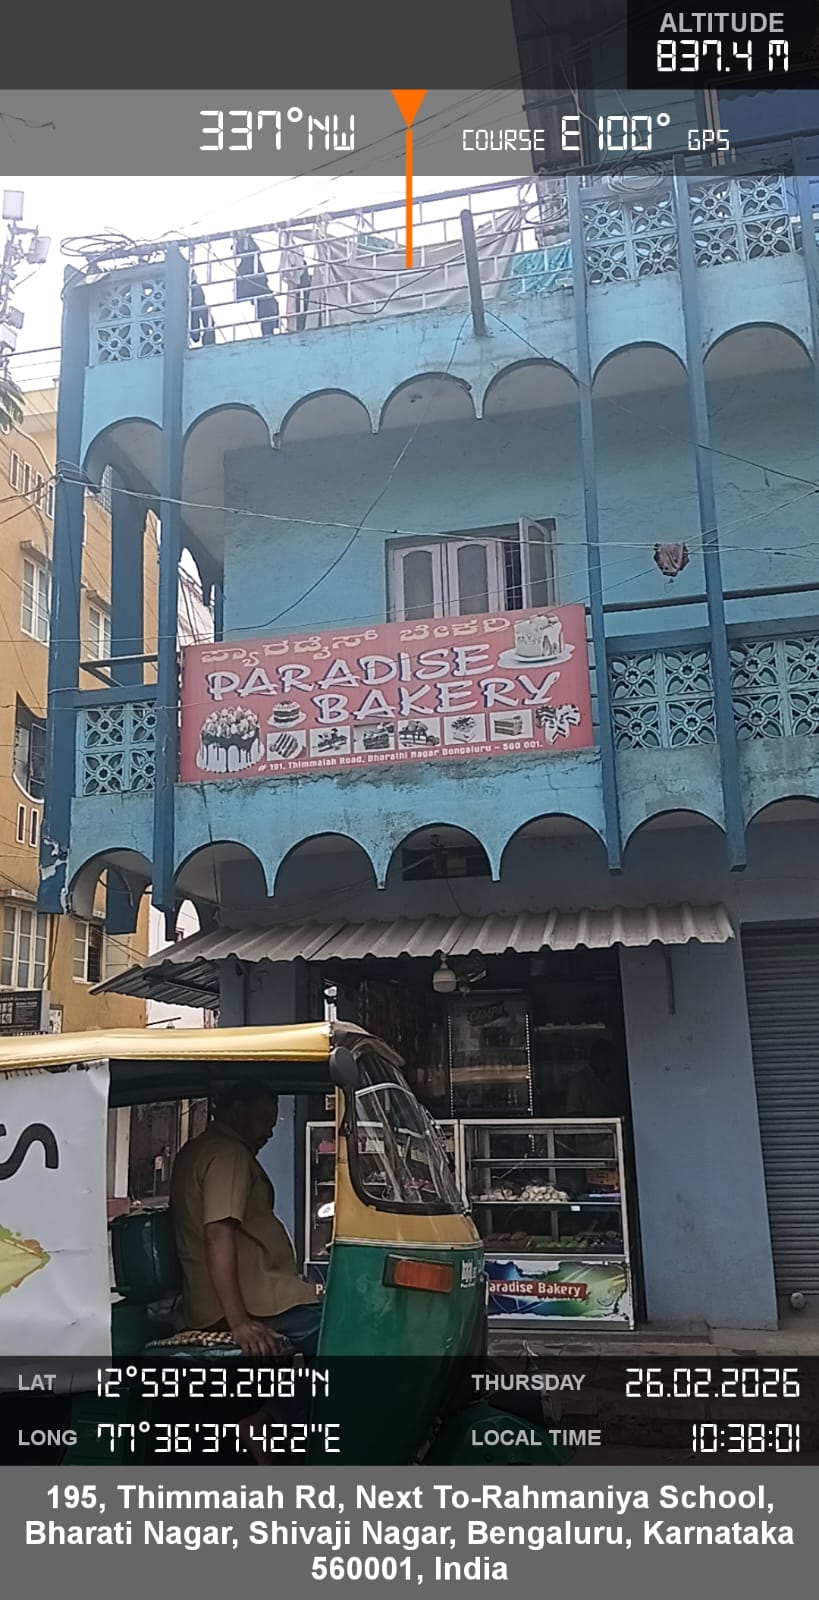 ALTITUDE
837.4 M
337°NW
COURSE E 100° GPS
ಪ್ಯಾರಡೈಸ್ ಬೇಕರಿ
PARADISE
BAKERY
# 191, Thimmaiah Road, Bharathi Nagar Bengaluru - 560 001.
CAMPA
S
bajaj
Paradise Bakery
LAT 12°59'23.208"N
THURSDAY 26.02.2026
LONG 77°36'37.422"E
LOCAL TIME 10:38:01
195, Thimmaiah Rd, Next To-Rahmaniya School,
Bharati Nagar, Shivaji Nagar, Bengaluru, Karnataka
560001, India